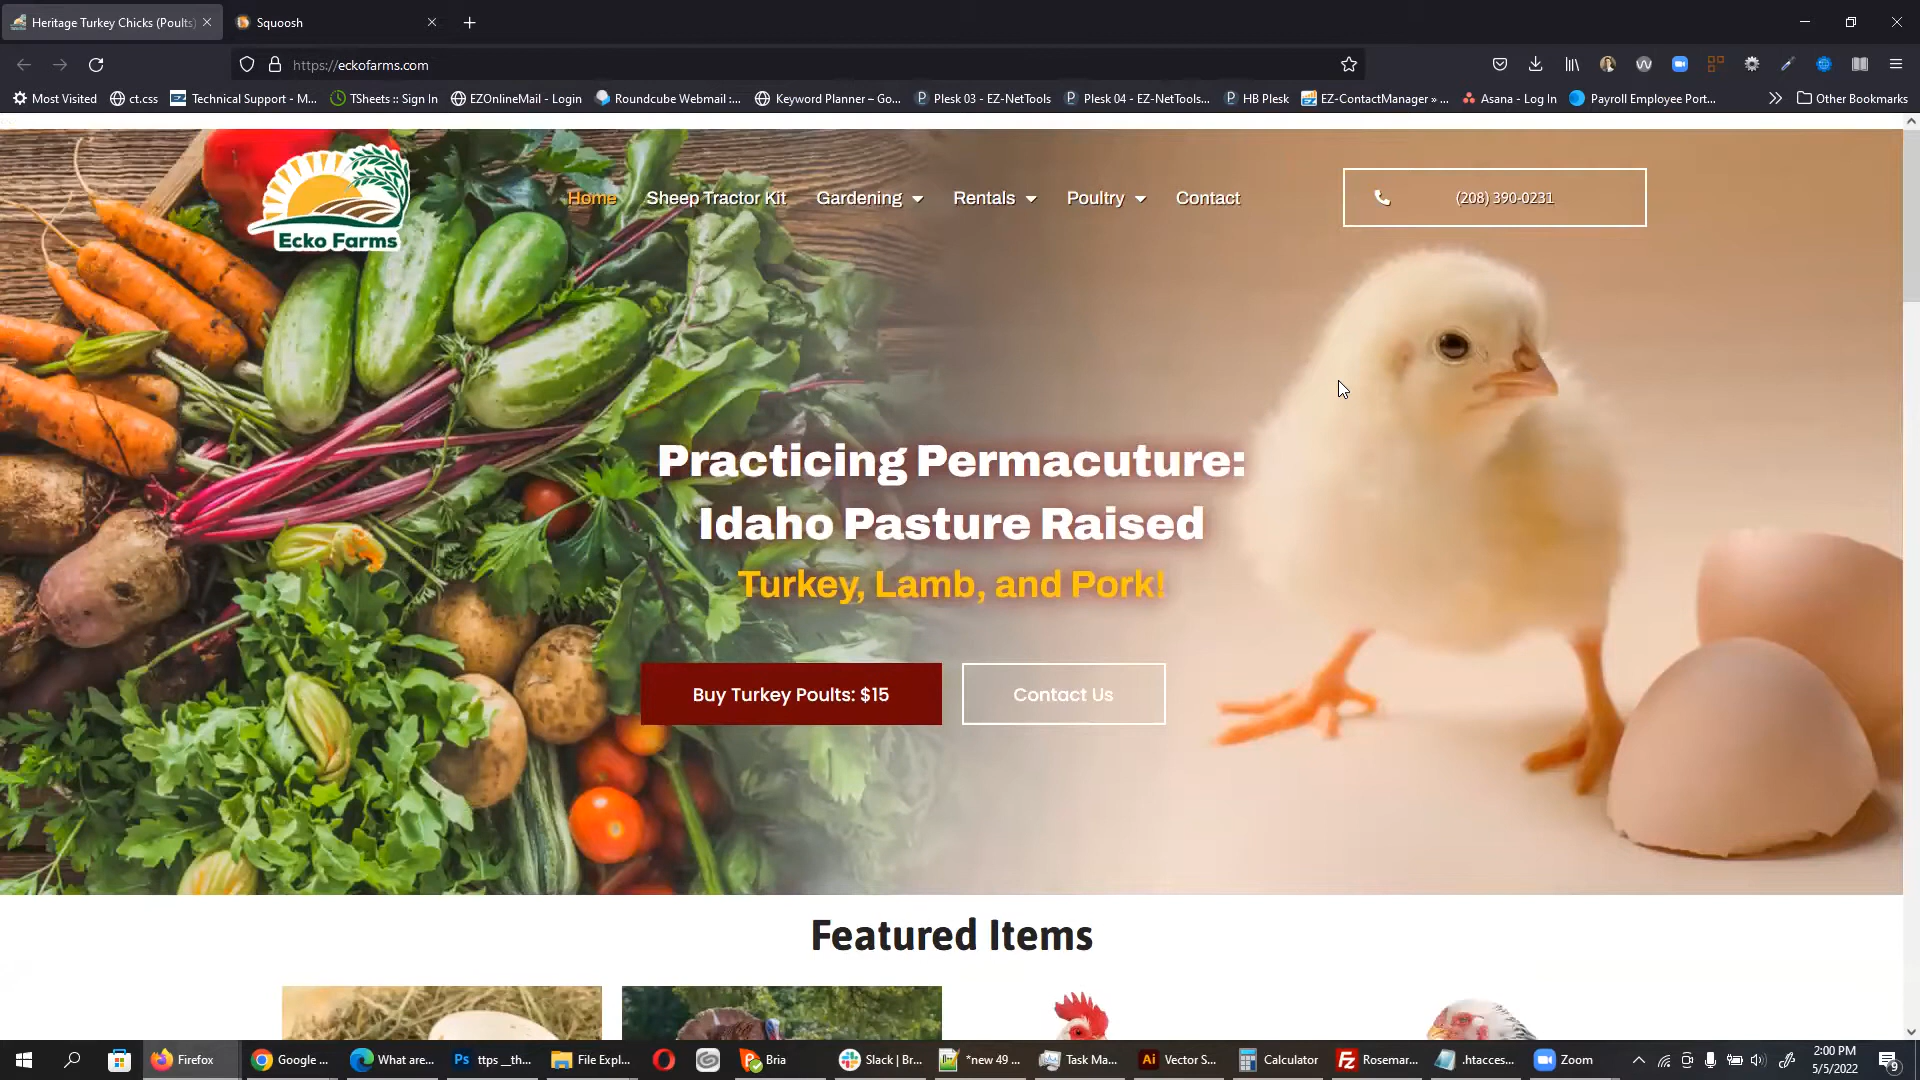 Heritage Turkey Chicks (Poults)
Squoosh
https://eckofarms.com
Most Visited
ct.css
Technical Support - M...
TSheets :: Sign In
EZOnlineMail - Login
Roundcube Webmail :...
Keyword Planner – Go...
Plesk 03 - EZ-NetTools
Plesk 04 - EZ-NetTools...
HB Plesk
EZ-ContactManager »...
Asana - Log In
Payroll Employee Port...
Other Bookmarks
Ecko Farms
Home
Sheep Tractor Kit
Gardening
Rentals
Poultry
Contact
(208) 390-0231
Practicing Permacuture:
Idaho Pasture Raised
Turkey, Lamb, and Pork!
Buy Turkey Poults: $15
Contact Us
Featured Items
Firefox
Google ...
What are...
Ps
ttps __th...
File Expl...
Bria
Slack | Br...
*new 49 ...
Task Ma...
Ai
Vector S...
Calculator
Fz
Rosemar...
.htacces...
Zoom
2:00 PM
5/5/2022
9